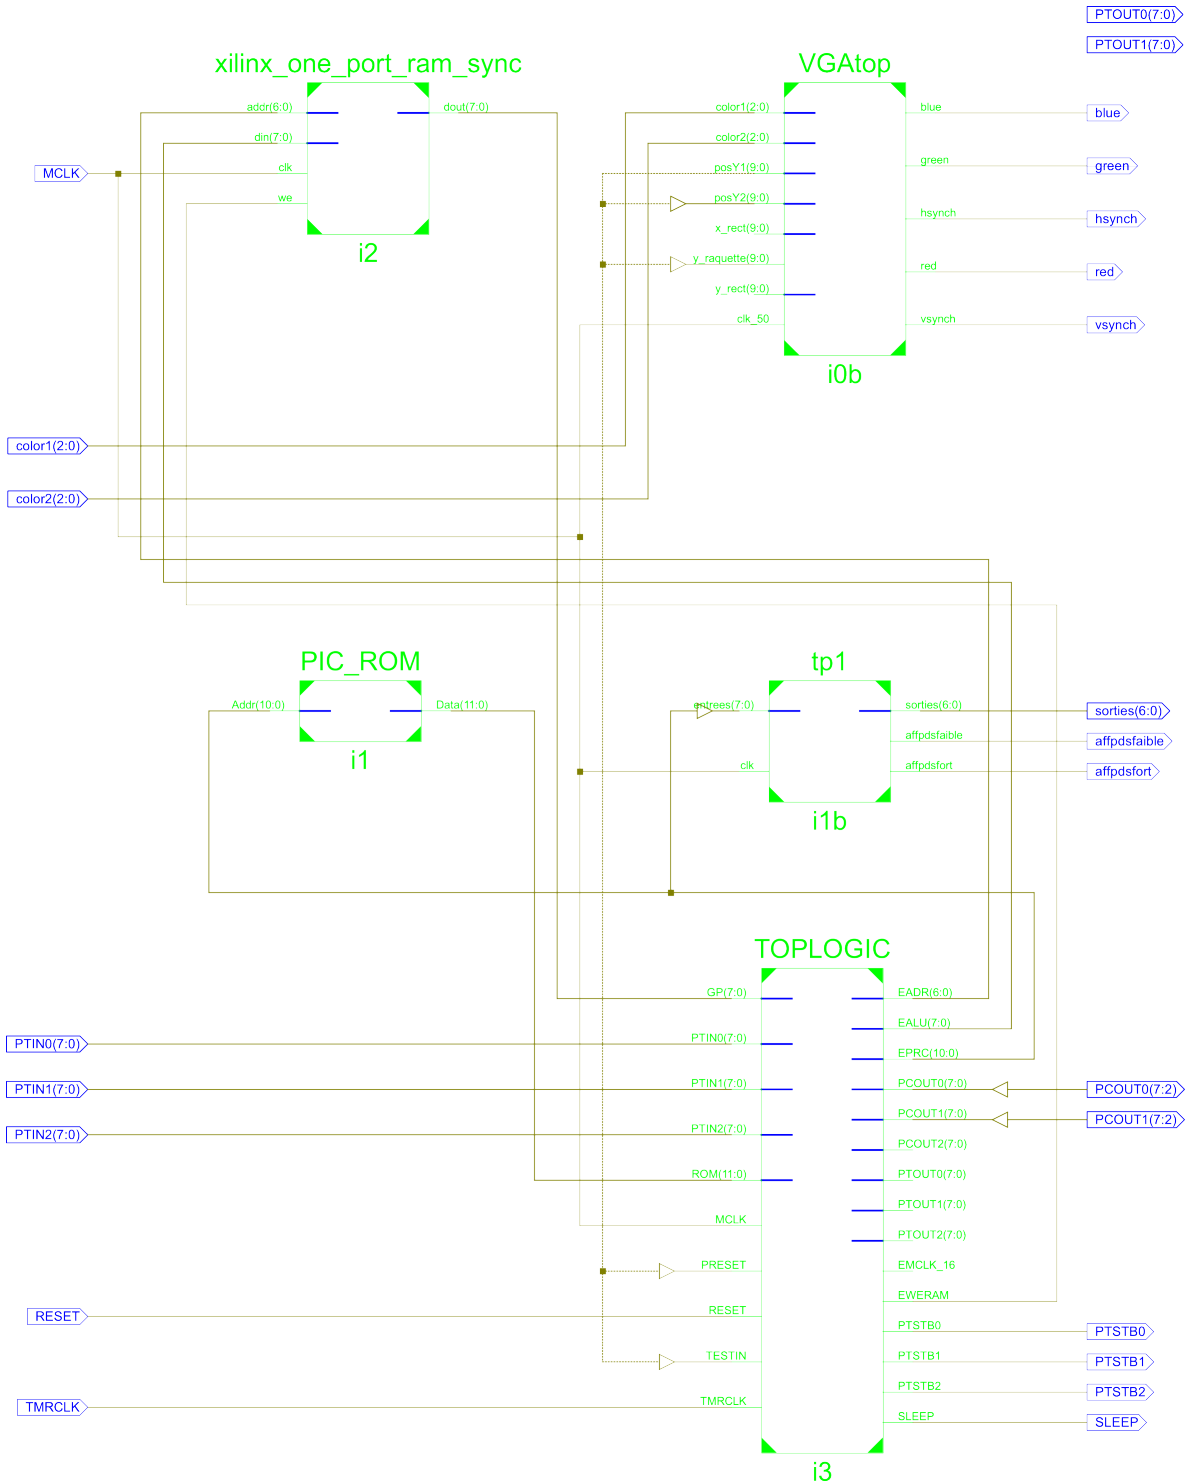 PTOUT0(7:0)
PTOUT1(7:0)
xilinx_one_port_ram_sync
addr(6:0)
dout(7:0)
din(7:0)
MCLK
clk
we
i2
VGAtop
color1(2:0)
blue
blue
color2(2:0)
posY1(9:0)
green
green
posY2(9:0)
hsynch
hsynch
x_rect(9:0)
y_raquette(9:0)
red
red
y_rect(9:0)
clk_50
vsynch
vsynch
i0b
color1(2:0)
color2(2:0)
PIC_ROM
Addr(10:0)
Data(11:0)
i1
tp1
entrees(7:0)
sorties(6:0)
sorties(6:0)
affpdsfaible
affpdsfaible
clk
affpdsfort
affpdsfort
i1b
TOPLOGIC
GP(7:0)
EADR(6:0)
EALU(7:0)
PTIN0(7:0)
PTIN0(7:0)
EPRC(10:0)
PTIN1(7:0)
PTIN1(7:0)
PCOUT0(7:0)
PCOUT0(7:2)
PCOUT1(7:0)
PCOUT1(7:2)
PTIN2(7:0)
PTIN2(7:0)
PCOUT2(7:0)
ROM(11:0)
PTOUT0(7:0)
PTOUT1(7:0)
MCLK
PTOUT2(7:0)
PRESET
EMCLK_16
EWERAM
RESET
RESET
PTSTB0
PTSTB0
TESTIN
PTSTB1
PTSTB1
PTSTB2
PTSTB2
TMRCLK
TMRCLK
SLEEP
SLEEP
i3